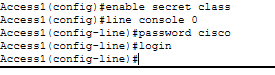 Access1(config)#enable secret class
Access1(config)#line console 0
Access1(config-line)#password cisco
Access1(config-line)#login
Access1(config-line)#